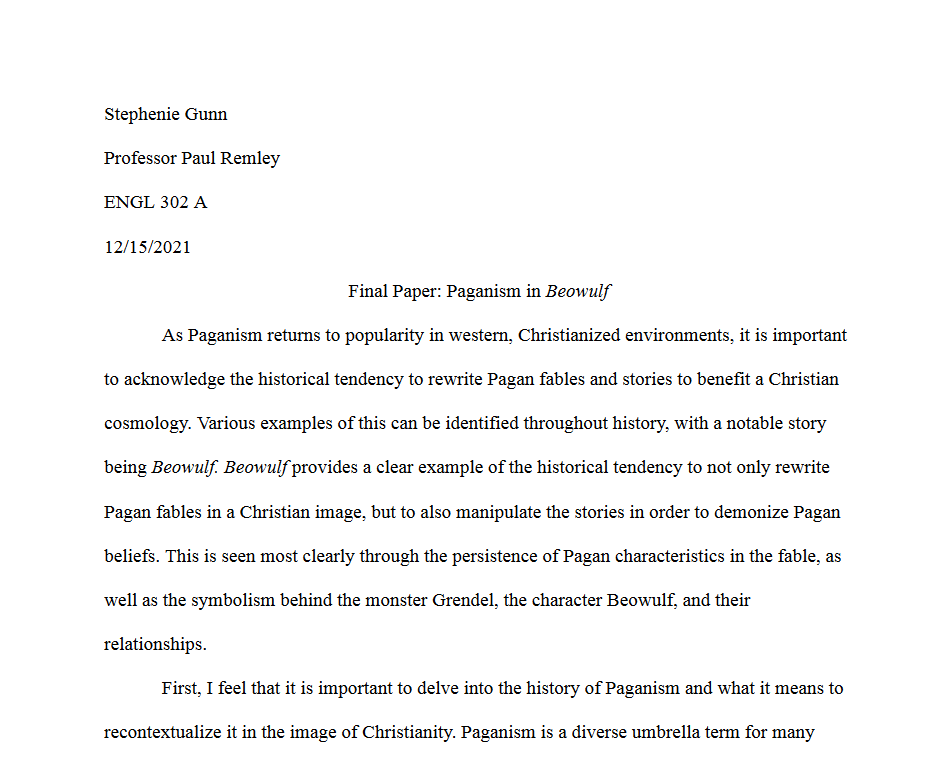 Stephenie Gunn
Professor Paul Remley
ENGL 302 A
12/15/2021
Final Paper: Paganism in Beowulf
As Paganism returns to popularity in western, Christianized environments, it is important
to acknowledge the historical tendency to rewrite Pagan fables and stories to benefit a Christian
cosmology. Various examples of this can be identified throughout history, with a notable story
being Beowulf. Beowulf provides a clear example of the historical tendency to not only rewrite
Pagan fables in a Christian image, but to also manipulate the stories in order to demonize Pagan
beliefs. This is seen most clearly through the persistence of Pagan characteristics in the fable, as
well as the symbolism behind the monster Grendel, the character Beowulf, and their
relationships.
First, I feel that it is important to delve into the history of Paganism and what it means to
recontextualize it in the image of Christianity. Paganism is a diverse umbrella term for many